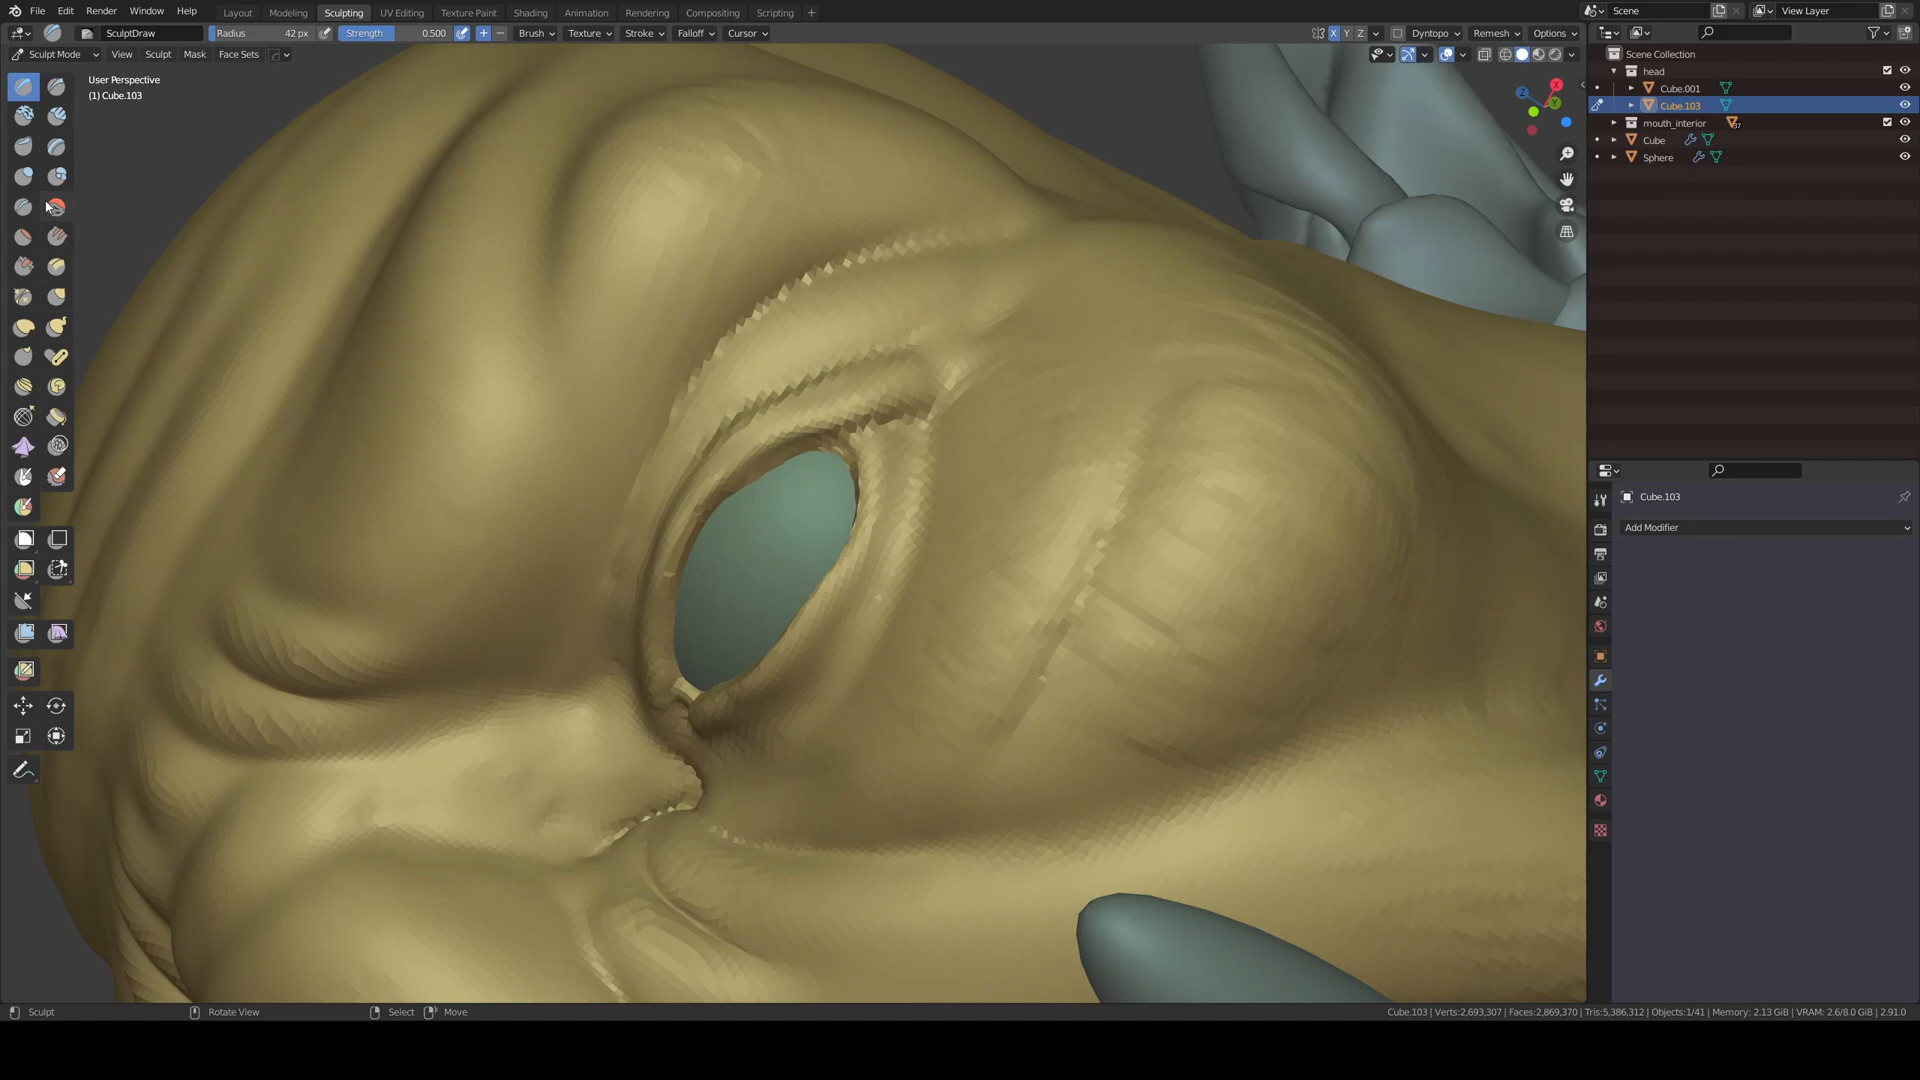 File Edit Render Window Help Layout Modeling Sculpting UV Editing Texture Paint Shading Animation Rendering Compositing Scripting + Scene View Layer
SculptDraw Radius 42 px Strength 0.500 Brush Texture Stroke Falloff Cursor X Y Z Dyntopo Remesh Options
Sculpt Mode View Sculpt Mask Face Sets
User Perspective
(1) Cube.103
Scene Collection
head
Cube.001
Cube.103
mouth_interior 37
Cube
Sphere
X
Y
Z
Cube.103
Add Modifier
Sculpt Rotate View Select Move Cube.103 | Verts:2,693,307 | Faces:2,869,370 | Tris:5,386,312 | Objects:1/41 | Memory: 2.13 GiB | VRAM: 2.6/8.0 GiB | 2.91.0